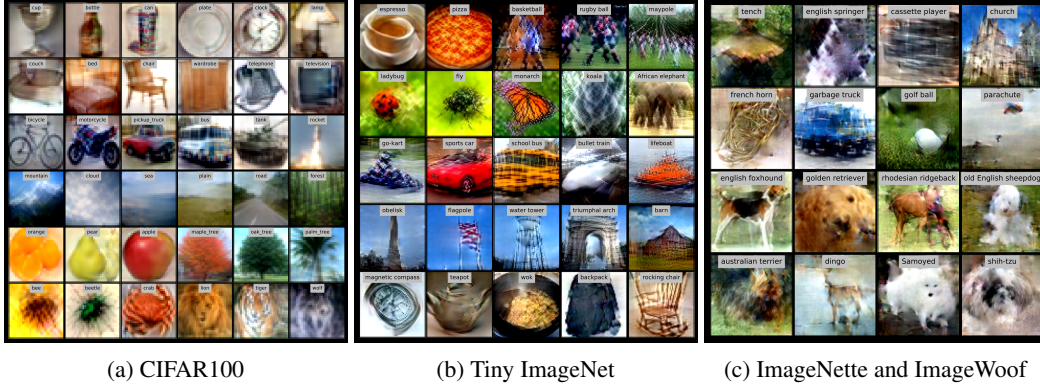 cup bottle can plate clock lamp
couch bed chair wardrobe telephone television
bicycle motorcycle pickup_truck bus tank rocket
mountain cloud sea plain road forest
orange pear apple maple_tree oak_tree palm_tree
bee beetle crab lion tiger wolf
(a) CIFAR100
espresso pizza basketball rugby ball maypole
ladybug fly monarch koala African elephant
go-kart sports car school bus bullet train lifeboat
obelisk flagpole water tower triumphal arch barn
magnetic compass teapot wok backpack rocking chair
(b) Tiny ImageNet
tench english springer cassette player church
french horn garbage truck golf ball parachute
english foxhound golden retriever rhodesian ridgeback old English sheepdog
australian terrier dingo Samoyed shih-tzu
(c) ImageNette and ImageWoof